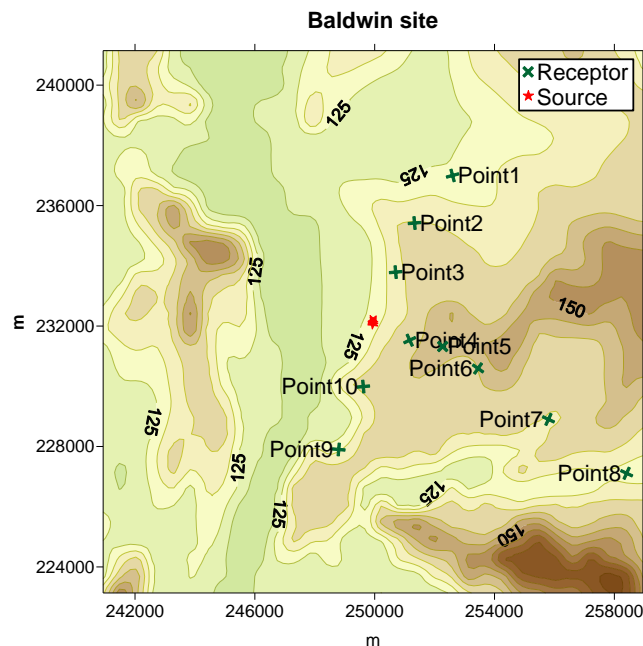 Baldwin site
Receptor
Source
240000
236000
232000
228000
224000
m
125
125
Point1
Point2
125
Point3
150
125
Point4
Point5
Point6
Point10
125
Point7
Point9
125
Point8
125
125
150
242000 246000 250000 254000 258000
m